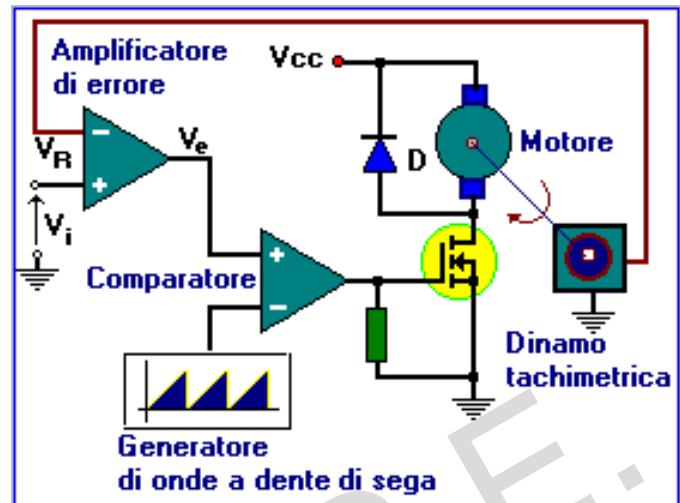 Amplificatore
di errore
Vcc
VR
Ve
D
Motore
Vi
Comparatore
Dinamo
tachimetrica
Generatore
di onde a dente di sega